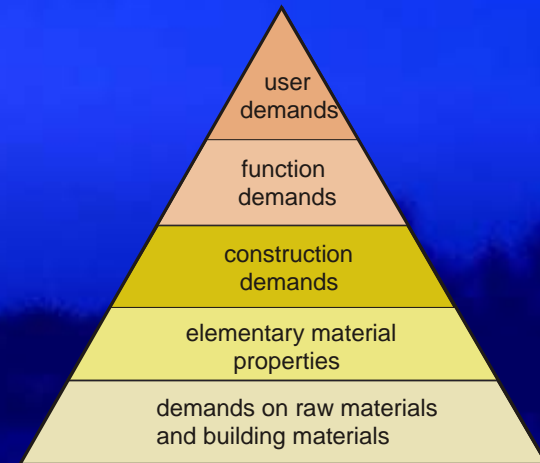 user
demands
function
demands
construction
demands
elementary material
properties
demands on raw materials
and building materials